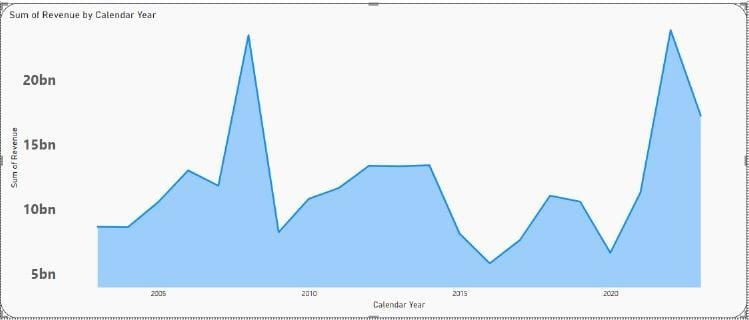 Sum of Revenue by Calendar Year
20bn
15bn
10bn
5bn
Sum of Revenue
2005 2010 2015 2020
Calendar Year